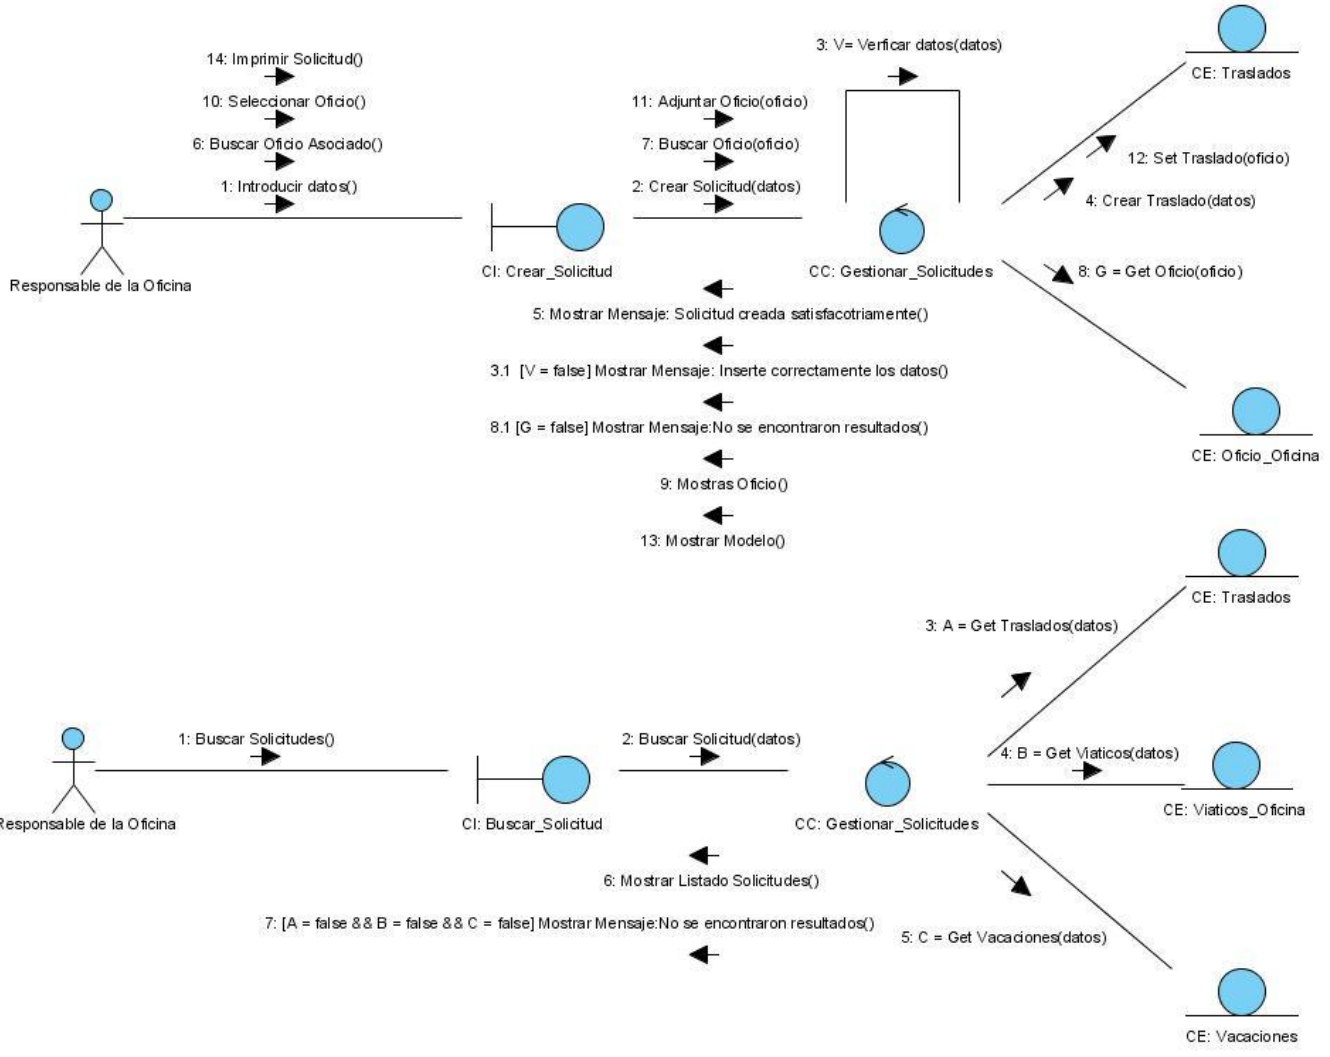 3: V= Verficar datos(datos)
14: Imprimir Solicitud()
CE: Traslados
10: Seleccionar Oficio()
11: Adjuntar Oficio(oficio)
6: Buscar Oficio Asociado()
7: Buscar Oficio(oficio)
12: Set Traslado(oficio)
1: Introducir datos()
2: Crear Solicitud(datos)
4: Crear Traslado(datos)
Responsable de la Oficina
CI: Crear_Solicitud
CC: Gestionar_Solicitudes
8: G = Get Oficio(oficio)
5: Mostrar Mensaje: Solicitud creada satisfacotriamente()
3.1 [V = false] Mostrar Mensaje: Inserte correctamente los datos()
8.1 [G = false] Mostrar Mensaje:No se encontraron resultados()
CE: Oficio_Oficina
9: Mostras Oficio()
13: Mostrar Modelo()
CE: Traslados
3: A = Get Traslados(datos)
1: Buscar Solicitudes()
2: Buscar Solicitud(datos)
4: B = Get Viaticos(datos)
Responsable de la Oficina
CI: Buscar_Solicitud
CC: Gestionar_Solicitudes
CE: Viaticos_Oficina
6: Mostrar Listado Solicitudes()
7: [A = false && B = false && C = false] Mostrar Mensaje:No se encontraron resultados()
5: C = Get Vacaciones(datos)
CE: Vacaciones